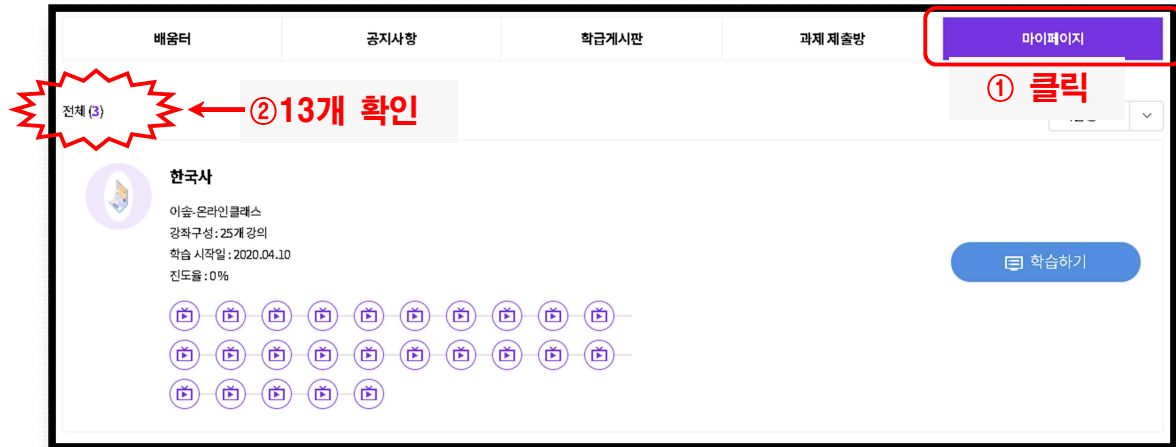 배움터 공지사항 학급게시판 과제 제출방 마이페이지
① 클릭
전체 (3)
②13개 확인
한국사
이솦-온라인클래스
강좌구성 : 25개 강의
학습 시작일 : 2020.04.10
진도율 : 0%
학습하기